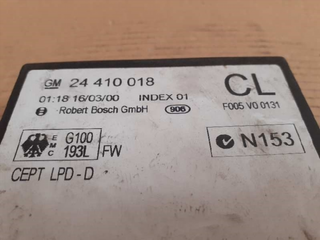 GM 24 410 018
CL
01:18 16/03/00 INDEX 01
Robert Bosch GmbH 906
F005 V0 0131
EMC G100 193L -FW
N153
CEPT LPD - D